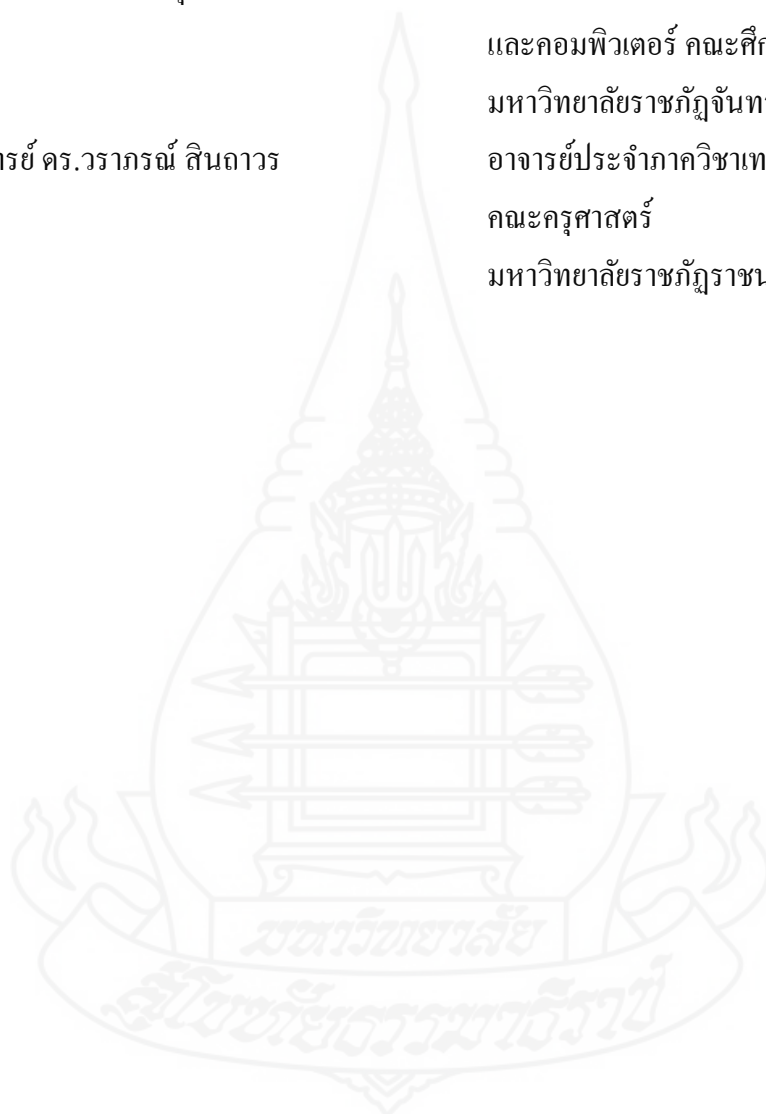 และคอมพิวเตอร์ คณะศึก
มหาวิทยาลัยราชภัฏจันท
ารย์ ดร.วราภรณ์ สินถาวร
อาจารย์ประจำภาควิชาเท
คณะครุศาสตร์
มหาวิทยาลัยราชภัฏราชน
มหาวิทยาลัย
สุโขทัยธรรมาธิราช